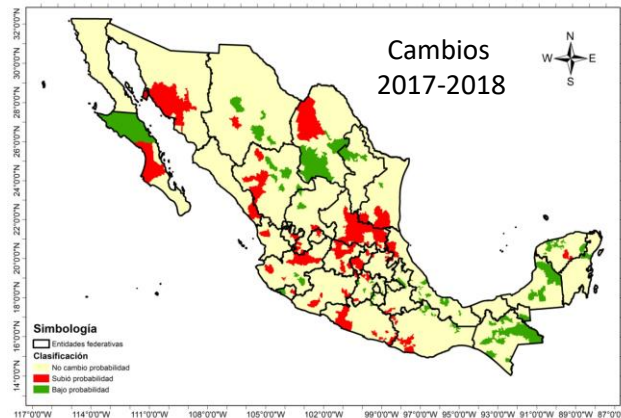 Cambios
2017-2018
N
W E
S
32°0'0"N
30°0'0"N
28°0'0"N
26°0'0"N
24°0'0"N
22°0'0"N
20°0'0"N
18°0'0"N
16°0'0"N
14°0'0"N
Simbología
Entidades federativas
Clasificación
No cambio probabilidad
Subió probabilidad
Bajo probabilidad
117°0'0"W 114°0'0"W 111°0'0"W 108°0'0"W 105°0'0"W 102°0'0"W 99°0'0"W 97°0'0"W 95°0'0"W 93°0'0"W 91°0'0"W 89°0'0"W 87°0'0"W